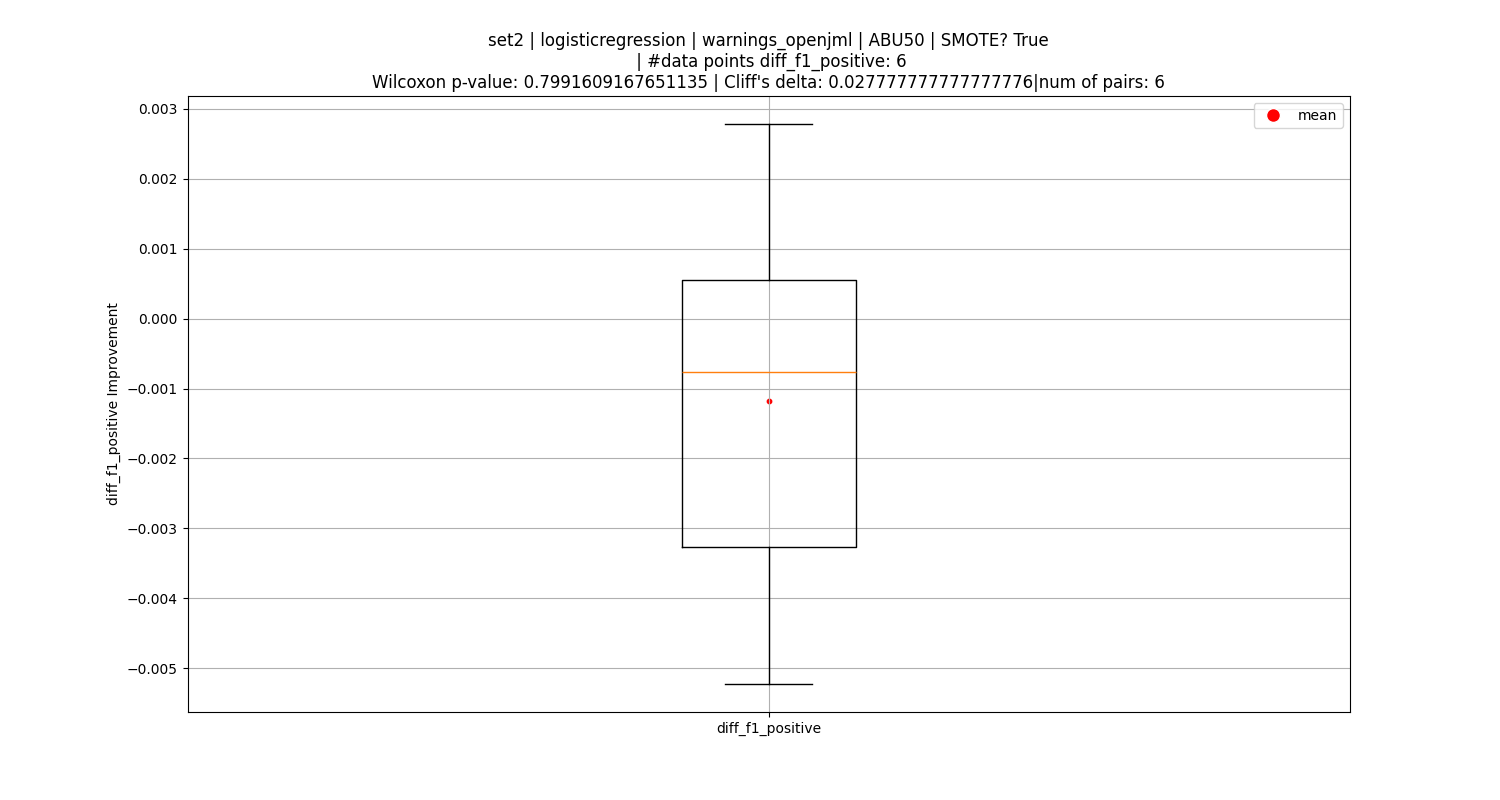 set2 | logisticregression | warnings_openjml | ABU50 | SMOTE? True
| #data points diff_f1_positive: 6
Wilcoxon p-value: 0.7991609167651135 | Cliff's delta: 0.027777777777777776|num of pairs: 6
mean
0.003
0.002
0.001
0.000
−0.001
−0.002
−0.003
−0.004
−0.005
diff_f1_positive Improvement
diff_f1_positive